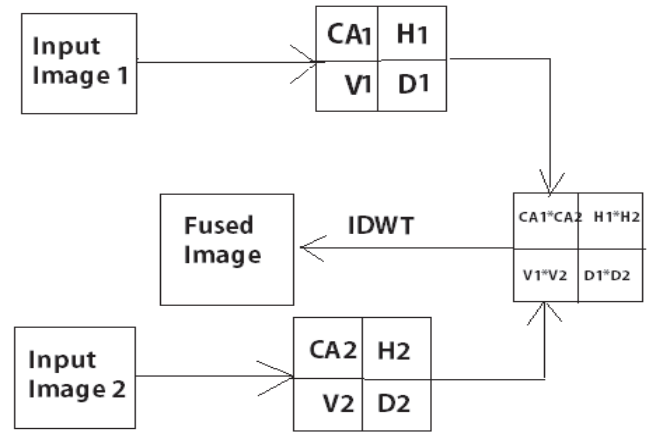 Input
Image 1
CA1 H1
V1 D1
CA1*CA2 H1*H2
V1*V2 D1*D2
IDWT
Fused
Image
Input
Image 2
CA2 H2
V2 D2